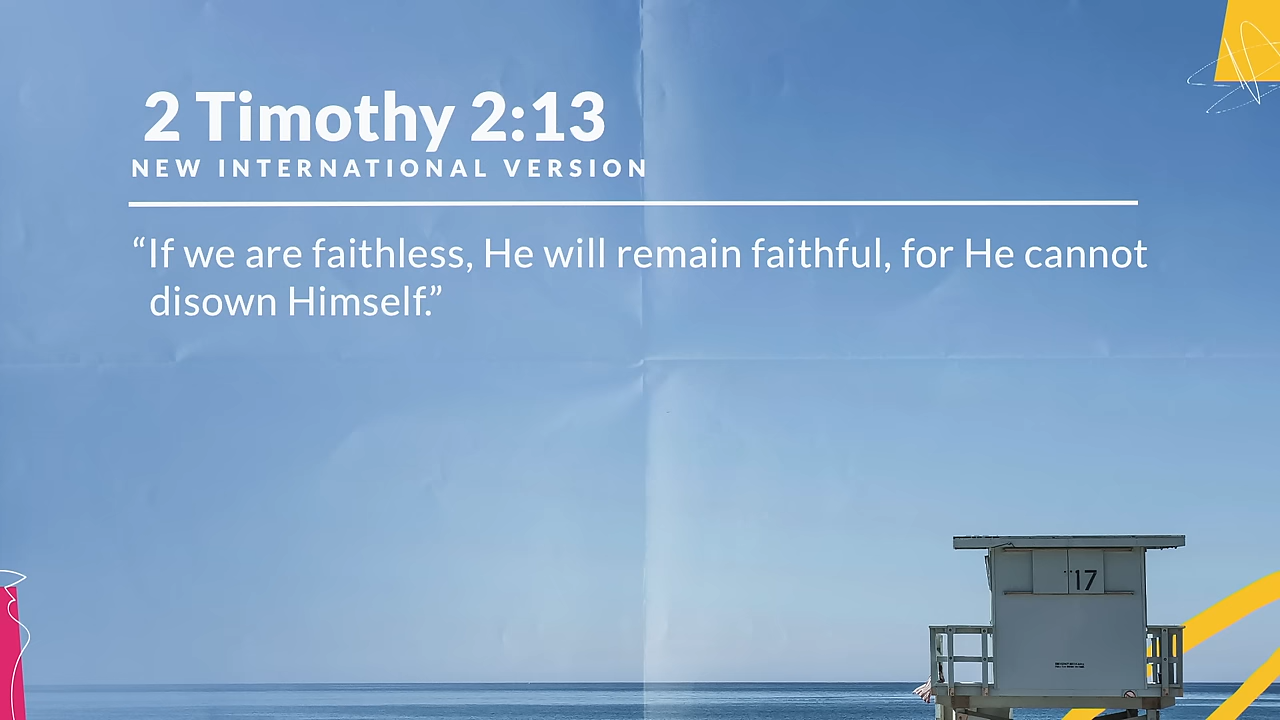 2 Timothy 2:13
NEW INTERNATIONAL VERSION
“If we are faithless, He will remain faithful, for He cannot
disown Himself.”
17